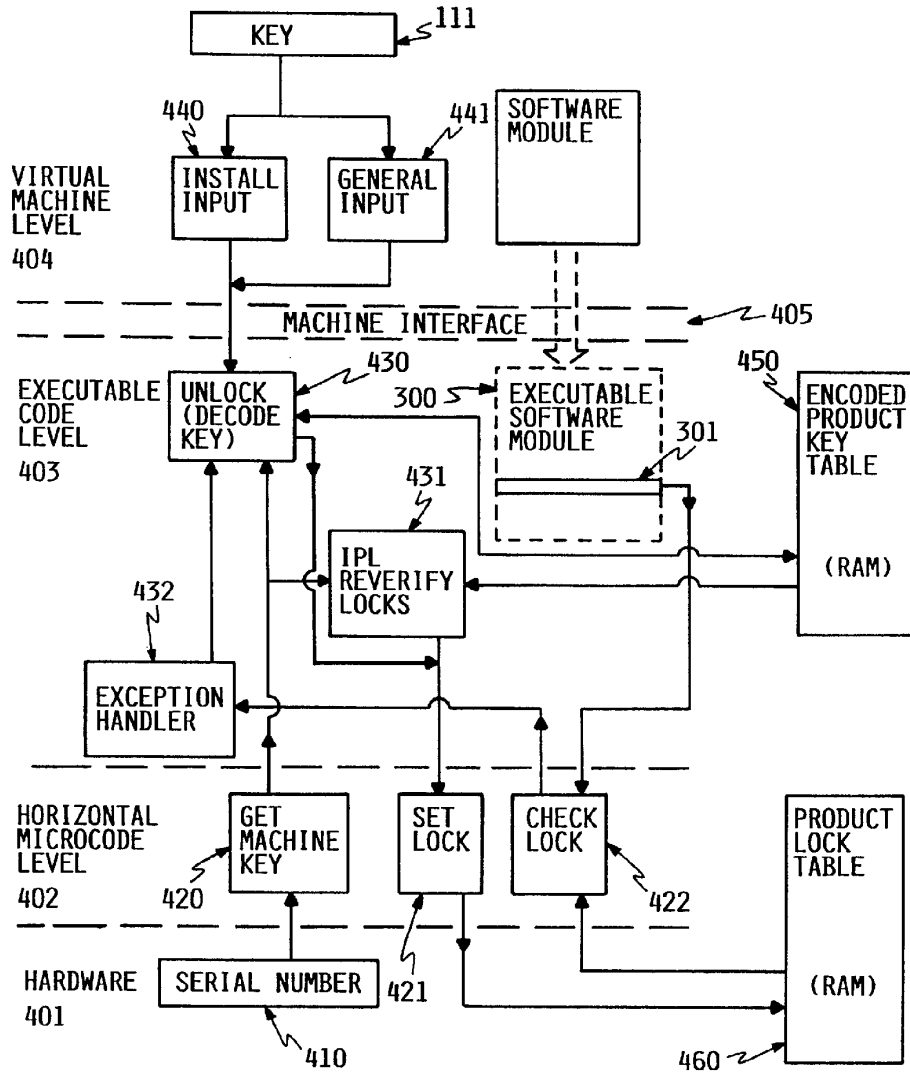 KEY
111
440
441
INSTALL
INPUT
GENERAL
INPUT
SOFTWARE
MODULE
VIRTUAL
MACHINE
LEVEL
404
MACHINE INTERFACE
405
EXECUTABLE
CODE
LEVEL
403
UNLOCK
(DECODE
KEY)
430
300
EXECUTABLE
SOFTWARE
MODULE
301
450
ENCODED
PRODUCT
KEY
TABLE
(RAM)
431
IPL
REVERIFY
LOCKS
432
EXCEPTION
HANDLER
HORIZONTAL
MICROCODE
LEVEL
402
GET
MACHINE
KEY
420
SET
LOCK
421
CHECK
LOCK
422
PRODUCT
LOCK
TABLE
(RAM)
460
HARDWARE
401
SERIAL NUMBER
410